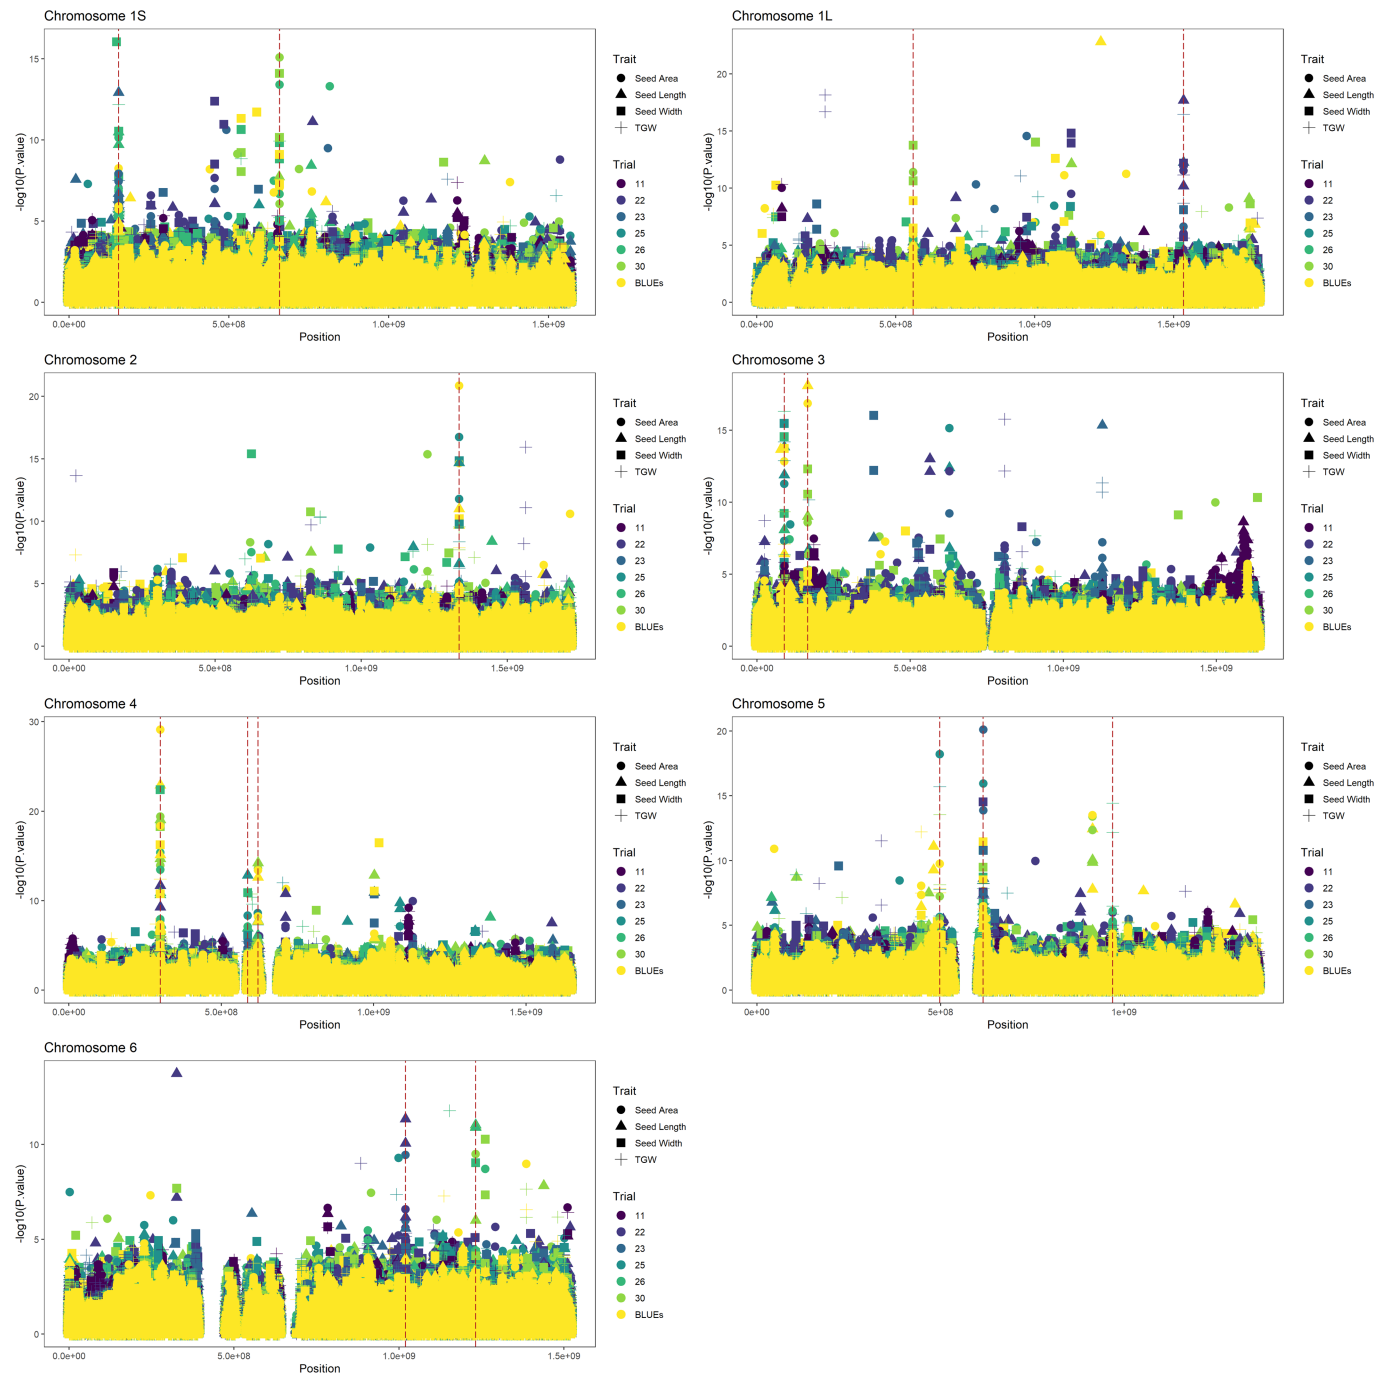 Chromosome 1S
-log10(P.value)
15
10
5
0
0.0e+00 5.0e+08 1.0e+09 1.5e+09
Position
Trait
Seed Area
Seed Length
Seed Width
TGW
Trial
11
22
23
25
26
30
BLUEs
Chromosome 1L
-log10(P.value)
20
15
10
5
0
0.0e+00 5.0e+08 1.0e+09 1.5e+09
Position
Trait
Seed Area
Seed Length
Seed Width
TGW
Trial
11
22
23
25
26
30
BLUEs
Chromosome 2
-log10(P.value)
20
15
10
5
0
0.0e+00 5.0e+08 1.0e+09 1.5e+09
Position
Trait
Seed Area
Seed Length
Seed Width
TGW
Trial
11
22
23
25
26
30
BLUEs
Chromosome 3
-log10(P.value)
15
10
5
0
0.0e+00 5.0e+08 1.0e+09 1.5e+09
Position
Trait
Seed Area
Seed Length
Seed Width
TGW
Trial
11
22
23
25
26
30
BLUEs
Chromosome 4
-log10(P.value)
30
20
10
0
0.0e+00 5.0e+08 1.0e+09 1.5e+09
Position
Trait
Seed Area
Seed Length
Seed Width
TGW
Trial
11
22
23
25
26
30
BLUEs
Chromosome 5
-log10(P.value)
20
15
10
5
0
0e+00 5e+08 1e+09
Position
Trait
Seed Area
Seed Length
Seed Width
TGW
Trial
11
22
23
25
26
30
BLUEs
Chromosome 6
-log10(P.value)
10
5
0
0.0e+00 5.0e+08 1.0e+09 1.5e+09
Position
Trait
Seed Area
Seed Length
Seed Width
TGW
Trial
11
22
23
25
26
30
BLUEs